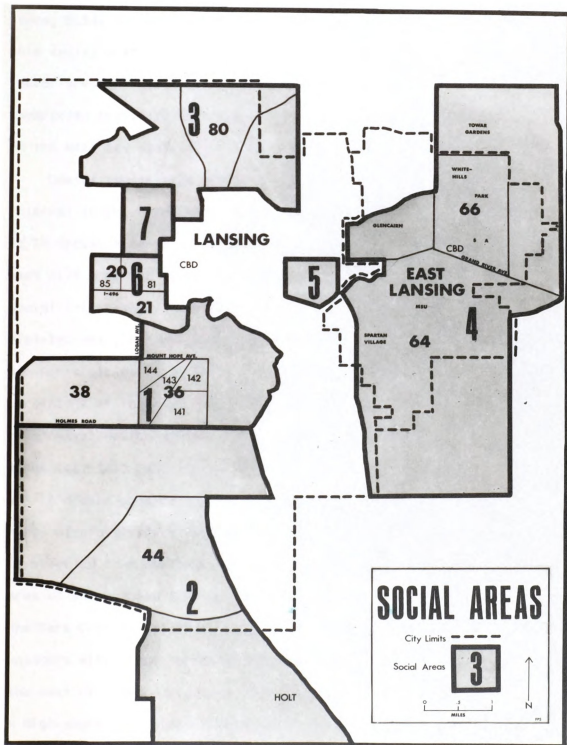 TOWAR
GARDENS
3
80
WHITE-
HILLS
PARK
66
GLENCAIRN
7
LANSING
CBD
CBD
GRAND RIVER AVE.
20
6
85
81
I-496
21
5
EAST
LANSING
MSU
4
LOGAN AVE.
SPARTAN
VILLAGE
64
MOUNT HOPE AVE.
144
143
142
38
1
36
141
HOLMES ROAD
44
2
HOLT
SOCIAL AREAS
City Limits
Social Areas
3
0 .5 1
MILES
N